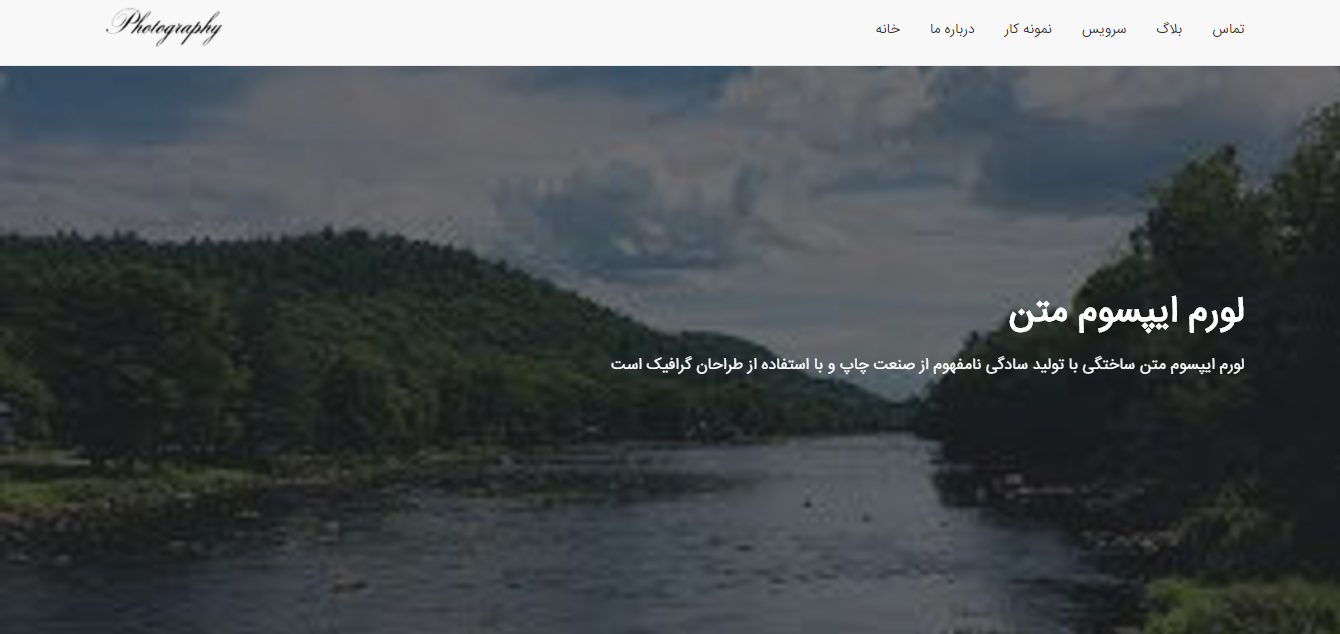 Photography
تماس
بلاگ
سرویس
نمونه کار
درباره ما
خانه
لورم ایپسوم متن
لورم ایپسوم متن ساختگی با تولید سادگی نامفهوم از صنعت چاپ و با استفاده از طراحان گرافیک است